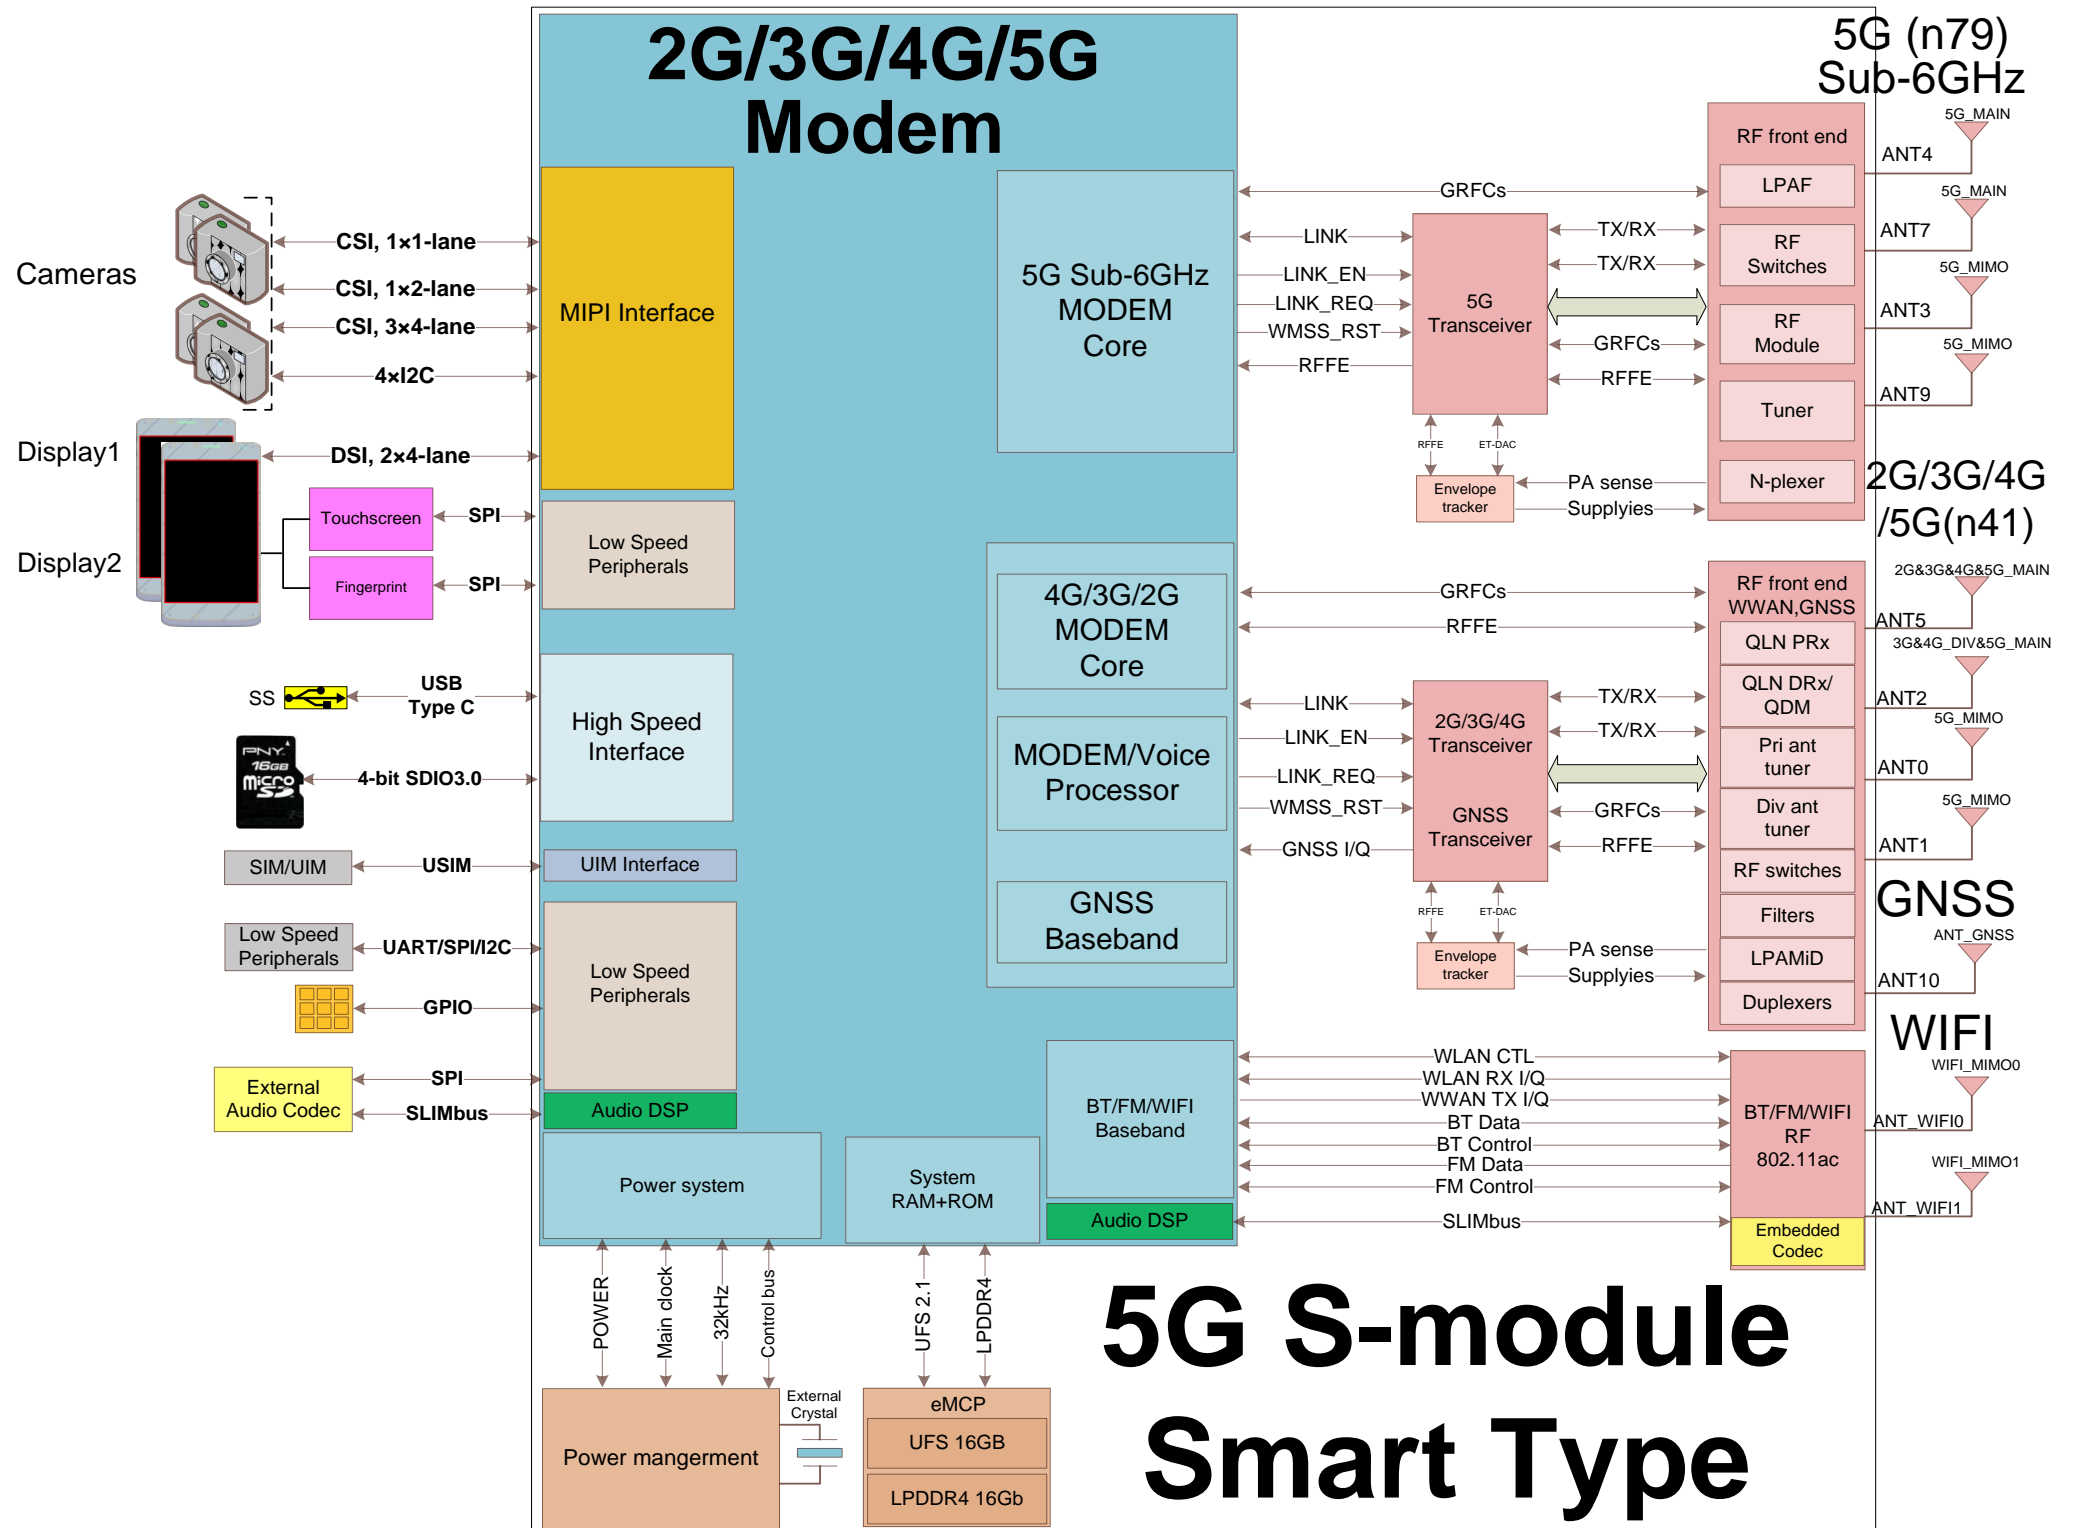 2G/3G/4G/5G
Modem
5G (n79)
Sub-6GHz
Cameras
CSI, 1×1-lane
CSI, 1×2-lane
CSI, 3×4-lane
4×I2C
MIPI Interface
Display1
DSI, 2×4-lane
Display2
Touchscreen
SPI
Fingerprint
SPI
Low Speed
Peripherals
SS
USB
Type C
PNY
16GB
micro
SD
4-bit SDIO3.0
High Speed
Interface
SIM/UIM
USIM
UIM Interface
Low Speed
Peripherals
UART/SPI/I2C
GPIO
Low Speed
Peripherals
External
Audio Codec
SPI
SLIMbus
Audio DSP
Power system
System
RAM+ROM
POWER
Main clock
32kHz
Control bus
UFS 2.1
LPDDR4
Power mangerment
External
Crystal
eMCP
UFS 16GB
LPDDR4 16Gb
5G Sub-6GHz
MODEM
Core
GRFCs
LINK
LINK_EN
LINK_REQ
WMSS_RST
RFFE
5G
Transceiver
TX/RX
TX/RX
GRFCs
RFFE
RFFE
ET-DAC
Envelope
tracker
PA sense
Supplyies
RF front end
LPAF
RF
Switches
RF
Module
Tuner
N-plexer
5G_MAIN
ANT4
5G_MAIN
ANT7
5G_MIMO
ANT3
5G_MIMO
ANT9
2G/3G/4G
/5G(n41)
4G/3G/2G
MODEM
Core
MODEM/Voice
Processor
GNSS
Baseband
GRFCs
RFFE
LINK
LINK_EN
LINK_REQ
WMSS_RST
GNSS I/Q
2G/3G/4G
Transceiver
GNSS
Transceiver
TX/RX
TX/RX
GRFCs
RFFE
RFFE
ET-DAC
Envelope
tracker
PA sense
Supplyies
RF front end
WWAN,GNSS
QLN PRx
QLN DRx/
QDM
Pri ant
tuner
Div ant
tuner
RF switches
Filters
LPAMiD
Duplexers
2G&3G&4G&5G_MAIN
ANT5
3G&4G_DIV&5G_MAIN
ANT2
5G_MIMO
ANT0
5G_MIMO
ANT1
GNSS
ANT_GNSS
ANT10
WIFI
BT/FM/WIFI
Baseband
Audio DSP
WLAN CTL
WLAN RX I/Q
WWAN TX I/Q
BT Data
BT Control
FM Data
FM Control
SLIMbus
BT/FM/WIFI
RF
802.11ac
Embedded
Codec
WIFI_MIMO0
ANT_WIFI0
WIFI_MIMO1
ANT_WIFI1
5G S-module
Smart Type